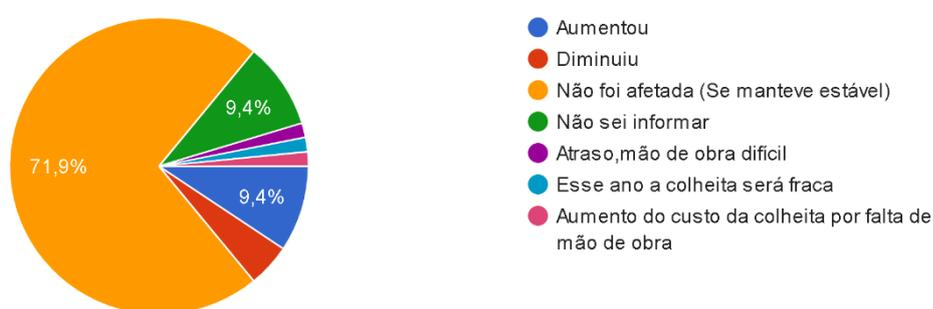 71,9%
9,4%
9,4%
Aumentou
Diminuiu
Não foi afetada (Se manteve estável)
Não sei informar
Atraso,mão de obra difícil
Esse ano a colheita será fraca
Aumento do custo da colheita por falta de
mão de obra